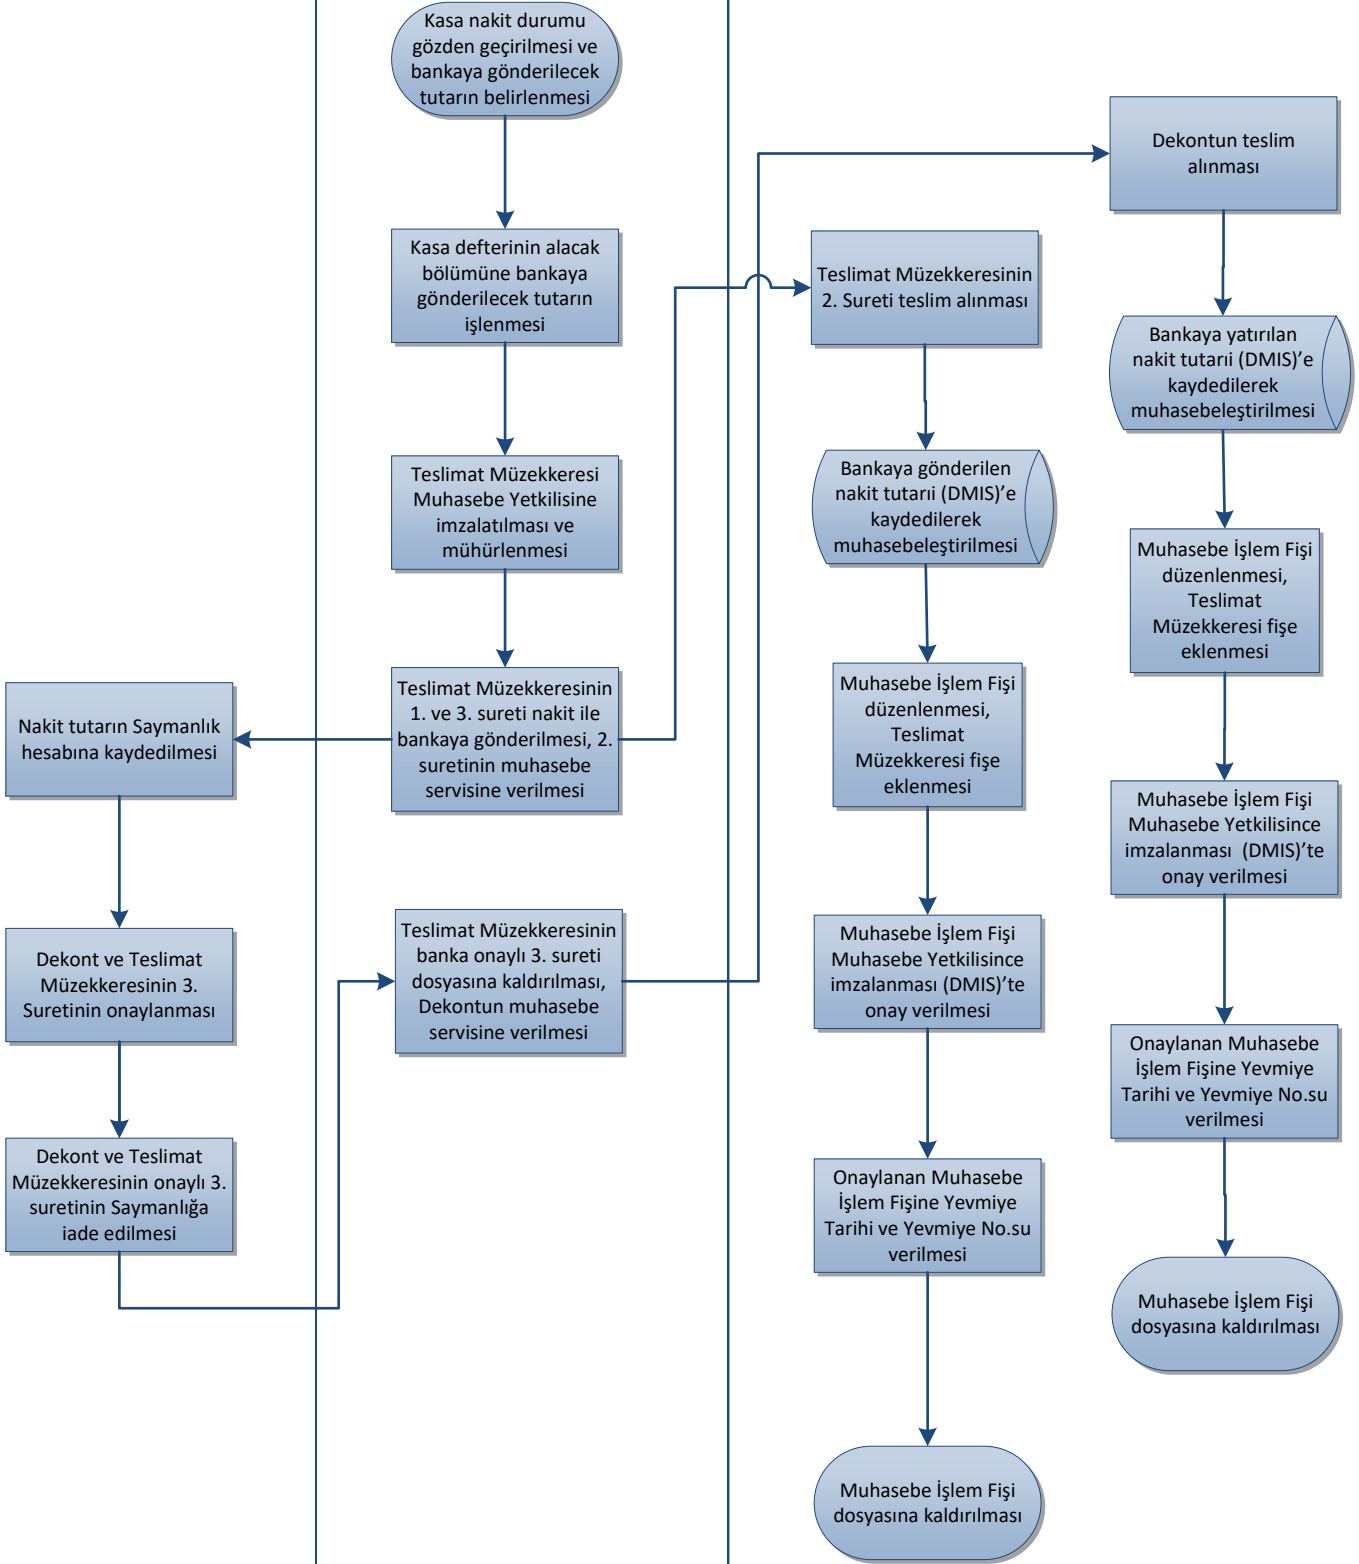 Kasa nakit durumu
gözden geçirilmesi ve
bankaya gönderilecek
tutarın belirlenmesi
Kasa defterinin alacak
bölümüne bankaya
gönderilecek tutarın
işlenmesi
Teslimat Müzekkeresi
Muhasebe Yetkilisine
imzalatılması ve
mühürlenmesi
Teslimat Müzekkeresinin
1. ve 3. sureti nakit ile
bankaya gönderilmesi, 2.
suretinin muhasebe
servisine verilmesi
Nakit tutarın Saymanlık
hesabına kaydedilmesi
Dekont ve Teslimat
Müzekkeresinin 3.
Suretinin onaylanması
Dekont ve Teslimat
Müzekkeresinin onaylı 3.
suretinin Saymanlığa
iade edilmesi
Teslimat Müzekkeresinin
banka onaylı 3. sureti
dosyasına kaldırılması,
Dekontun muhasebe
servisine verilmesi
Teslimat Müzekkeresinin
2. Sureti teslim alınması
Bankaya gönderilen
nakit tutarıi (DMIS)’e
kaydedilerek
muhasebeleştirilmesi
Muhasebe İşlem Fişi
düzenlenmesi,
Teslimat
Müzekkeresi fişe
eklenmesi
Muhasebe İşlem Fişi
Muhasebe Yetkilisince
imzalanması (DMIS)’te
onay verilmesi
Onaylanan Muhasebe
İşlem Fişine Yevmiye
Tarihi ve Yevmiye No.su
verilmesi
Muhasebe İşlem Fişi
dosyasına kaldırılması
Dekontun teslim
alınması
Bankaya yatırılan
nakit tutarıi (DMIS)’e
kaydedilerek
muhasebeleştirilmesi
Muhasebe İşlem Fişi
düzenlenmesi,
Teslimat
Müzekkeresi fişe
eklenmesi
Muhasebe İşlem Fişi
Muhasebe Yetkilisince
imzalanması  (DMIS)’te
onay verilmesi
Onaylanan Muhasebe
İşlem Fişine Yevmiye
Tarihi ve Yevmiye No.su
verilmesi
Muhasebe İşlem Fişi
dosyasına kaldırılması